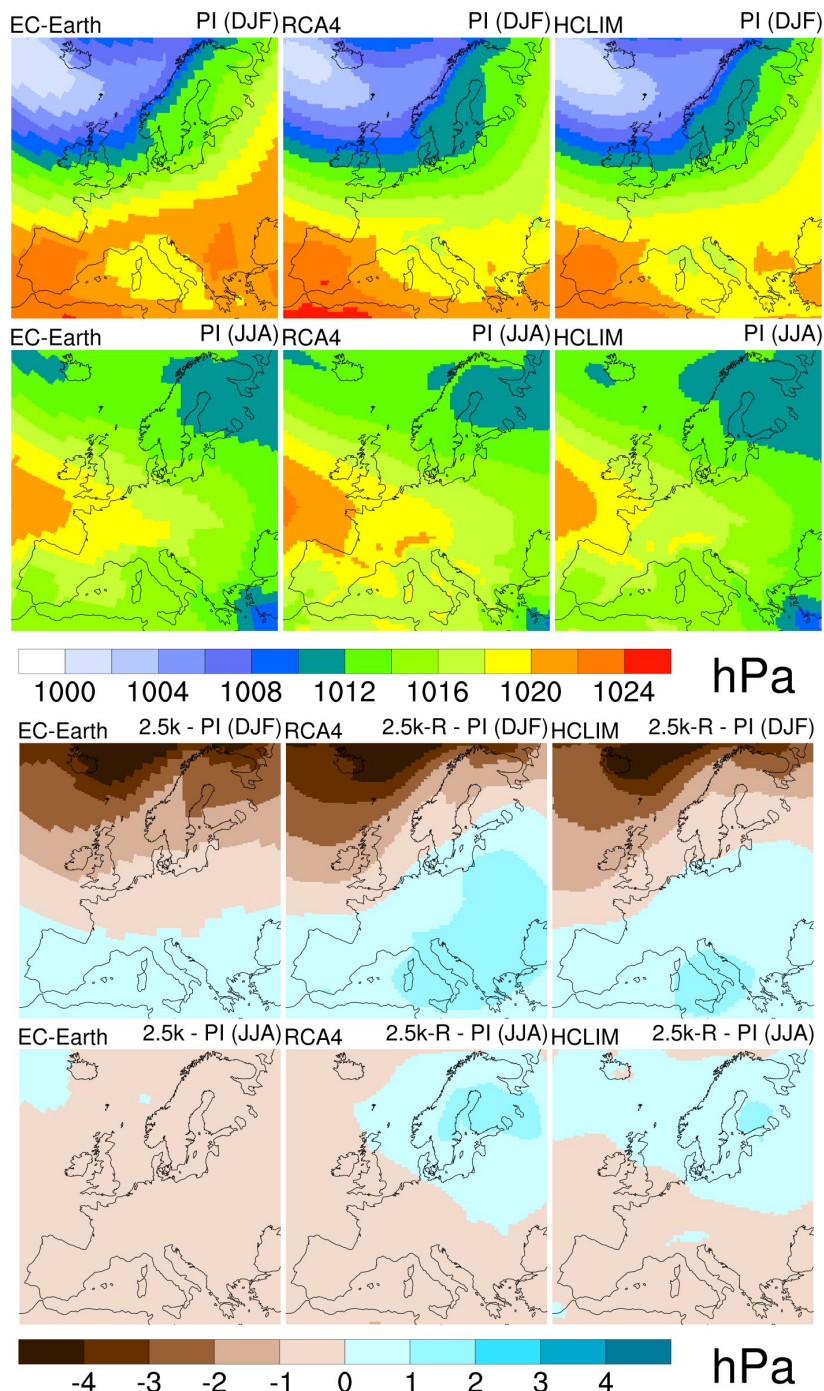 EC-Earth PI (DJF) RCA4 PI (DJF) HCLIM PI (DJF)
EC-Earth PI (JJA) RCA4 PI (JJA) HCLIM PI (JJA)
1000 1004 1008 1012 1016 1020 1024 hPa
EC-Earth 2.5k - PI (DJF) RCA4 2.5k-R - PI (DJF) HCLIM 2.5k-R - PI (DJF)
EC-Earth 2.5k - PI (JJA) RCA4 2.5k-R - PI (JJA) HCLIM 2.5k-R - PI (JJA)
-4 -3 -2 -1 0 1 2 3 4 hPa